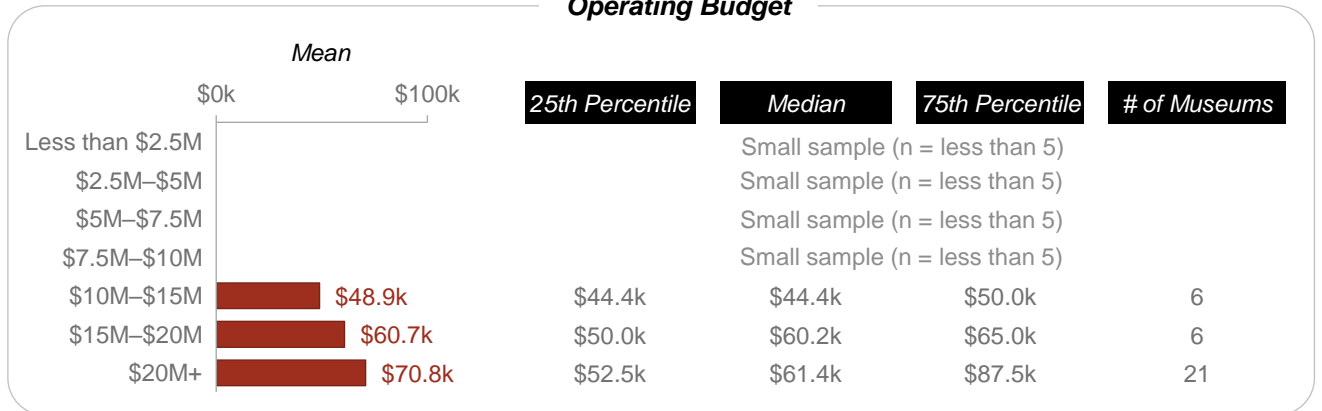 Operating Budget
Mean
$0k $100k 25th Percentile Median 75th Percentile # of Museums
Less than $2.5M Small sample (n = less than 5)
$2.5M–$5M Small sample (n = less than 5)
$5M–$7.5M Small sample (n = less than 5)
$7.5M–$10M Small sample (n = less than 5)
$10M–$15M $48.9k $44.4k $44.4k $50.0k 6
$15M–$20M $60.7k $50.0k $60.2k $65.0k 6
$20M+ $70.8k $52.5k $61.4k $87.5k 21